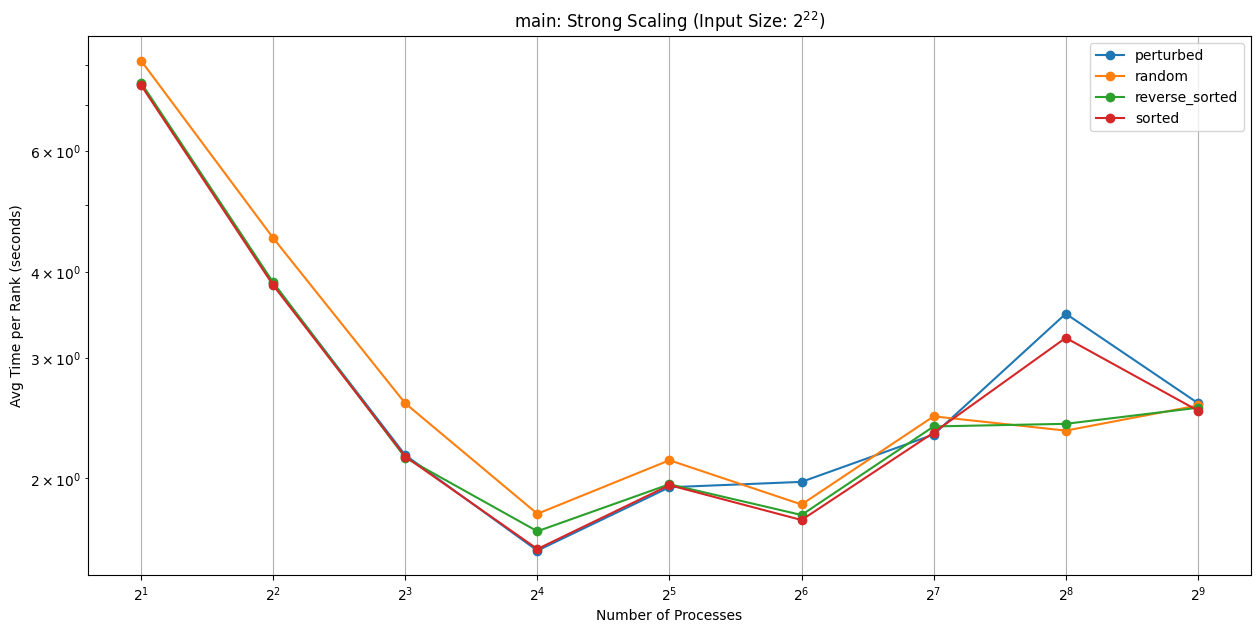 main: Strong Scaling (Input Size: 2²²)
perturbed
random
reverse_sorted
sorted
Avg Time per Rank (seconds)
6 × 10⁰
4 × 10⁰
3 × 10⁰
2 × 10⁰
2¹ 2² 2³ 2⁴ 2⁵ 2⁶ 2⁷ 2⁸ 2⁹
Number of Processes